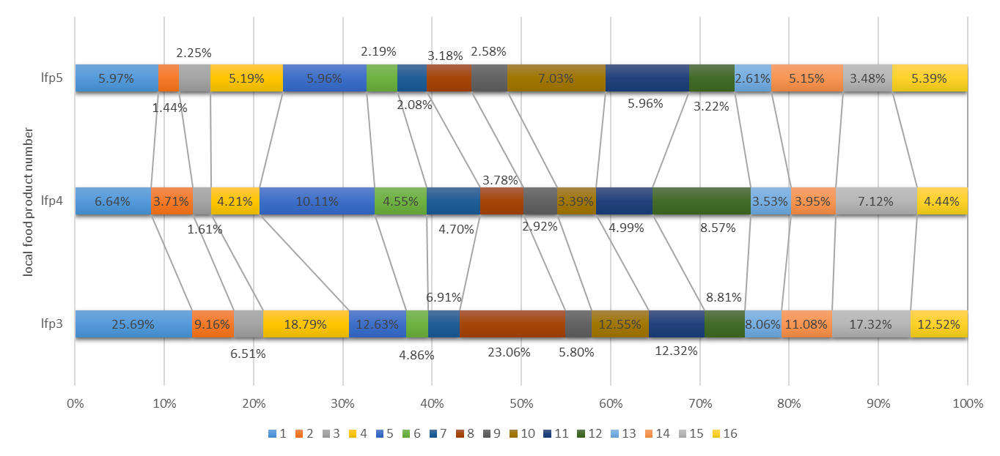 2.25% 2.19% 3.18% 2.58%
lfp5 5.97% 5.19% 5.96% 7.03% 2.61% 5.15% 3.48% 5.39%
1.44% 2.08% 5.96% 3.22%
local food product number
3.78%
lfp4 6.64% 3.71% 4.21% 10.11% 4.55% 3.39% 3.53% 3.95% 7.12% 4.44%
1.61% 4.70% 2.92% 4.99% 8.57%
6.91% 8.81%
lfp3 25.69% 9.16% 18.79% 12.63% 12.55% 8.06% 11.08% 17.32% 12.52%
6.51% 4.86% 23.06% 5.80% 12.32%
0% 10% 20% 30% 40% 50% 60% 70% 80% 90% 100%
1 2 3 4 5 6 7 8 9 10 11 12 13 14 15 16